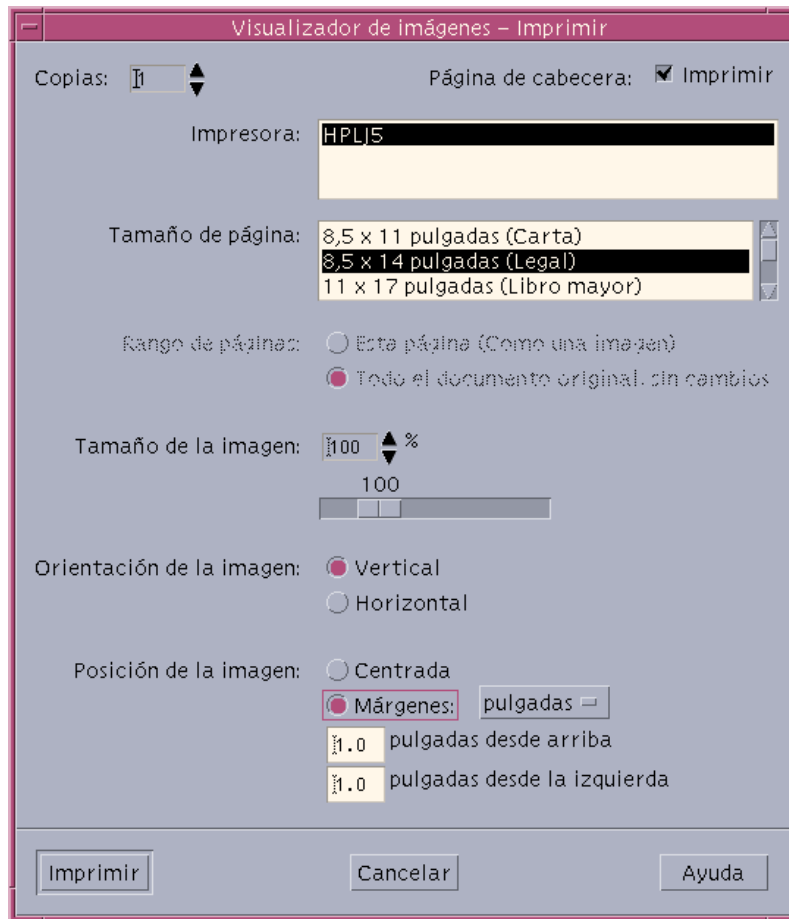 Visualizador de imágenes – Imprimir
Copias: 1 Página de cabecera: Imprimir
Impresora: HPLJ5
Tamaño de página: 8,5 x 11 pulgadas (Carta)
8,5 x 14 pulgadas (Legal)
11 x 17 pulgadas (Libro mayor)
Rango de páginas: Esta página (Como una imagen)
Todo el documento original, sin cambios
Tamaño de la imagen: 100 %
100
Orientación de la imagen: Vertical
Horizontal
Posición de la imagen: Centrada
Márgenes: pulgadas
1.0 pulgadas desde arriba
1.0 pulgadas desde la izquierda
Imprimir Cancelar Ayuda